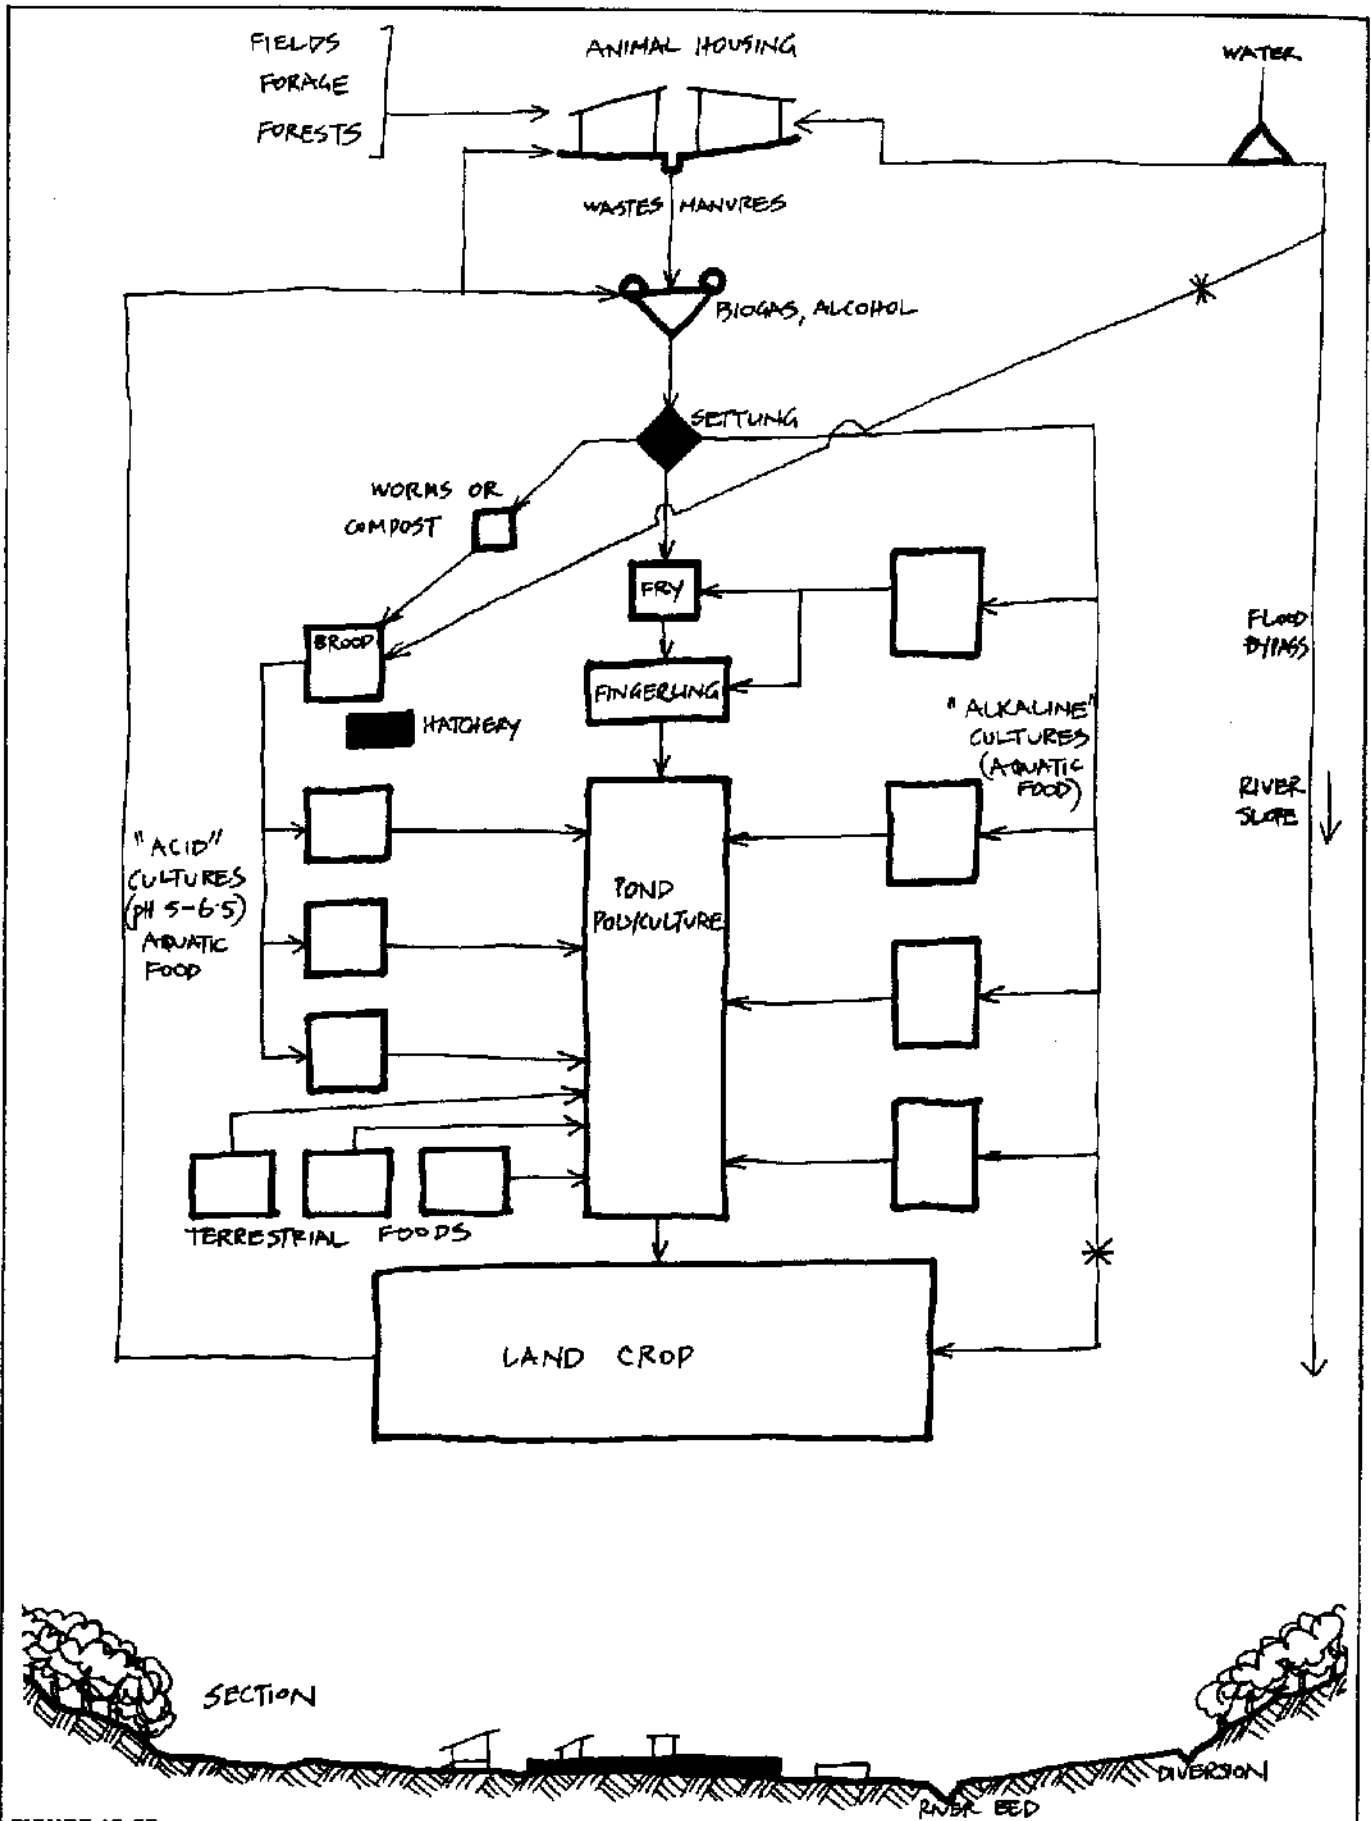 FIELDS
FORAGE
FORESTS
ANIMAL HOUSING
WATER
WASTES MANURES
BIOGAS, ALCOHOL
SETTLING
WORMS OR
COMPOST
FRY
BROOD
FINGERLING
HATCHERY
FLOOD
BYPASS
"ALKALINE"
CULTURES
(AQUATIC
FOOD)
RIVER
SLOPE
"ACID"
CULTURES
(pH 5-6.5)
AQUATIC
FOOD
POND
POLYCULTURE
TERRESTRIAL FOODS
LAND CROP
SECTION
DIVERSION
RIVER BED